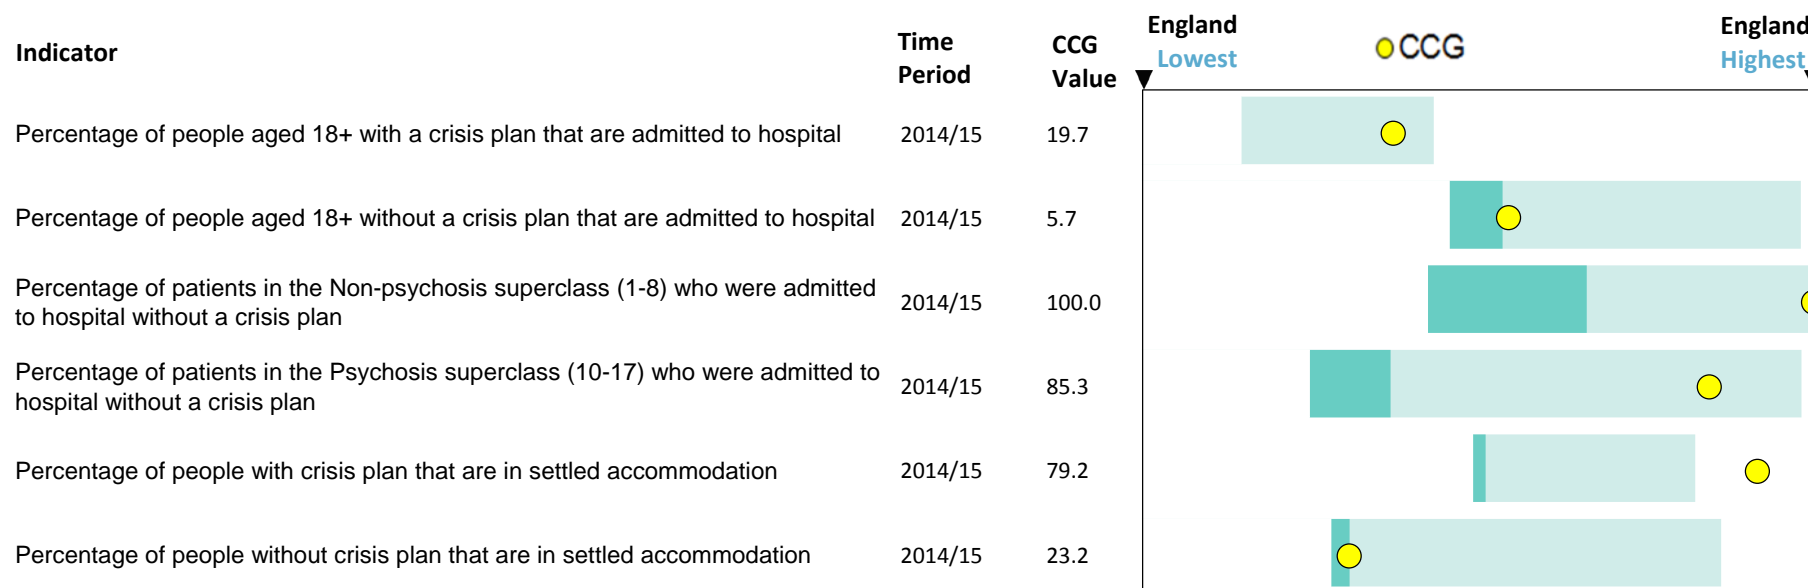 Indicator
Time
Period
CCG
Value
England
Lowest
CCG
England
Highest
Percentage of people aged 18+ with a crisis plan that are admitted to hospital 2014/15 19.7
Percentage of people aged 18+ without a crisis plan that are admitted to hospital 2014/15 5.7
Percentage of patients in the Non-psychosis superclass (1-8) who were admitted
to hospital without a crisis plan 2014/15 100.0
Percentage of patients in the Psychosis superclass (10-17) who were admitted to
hospital without a crisis plan 2014/15 85.3
Percentage of people with crisis plan that are in settled accommodation 2014/15 79.2
Percentage of people without crisis plan that are in settled accommodation 2014/15 23.2